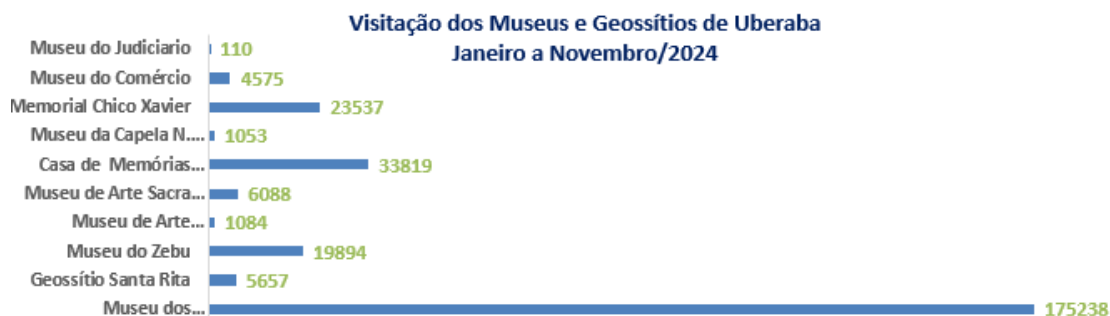 Visitação dos Museus e Geossítios de Uberaba
Janeiro a Novembro/2024
Museu do Judiciario 110
Museu do Comércio 4575
Memorial Chico Xavier 23537
Museu da Capela N.... 1053
Casa de Memórias... 33819
Museu de Arte Sacra... 6088
Museu de Arte... 1084
Museu do Zebu 19894
Geossítio Santa Rita 5657
Museu dos... 175238